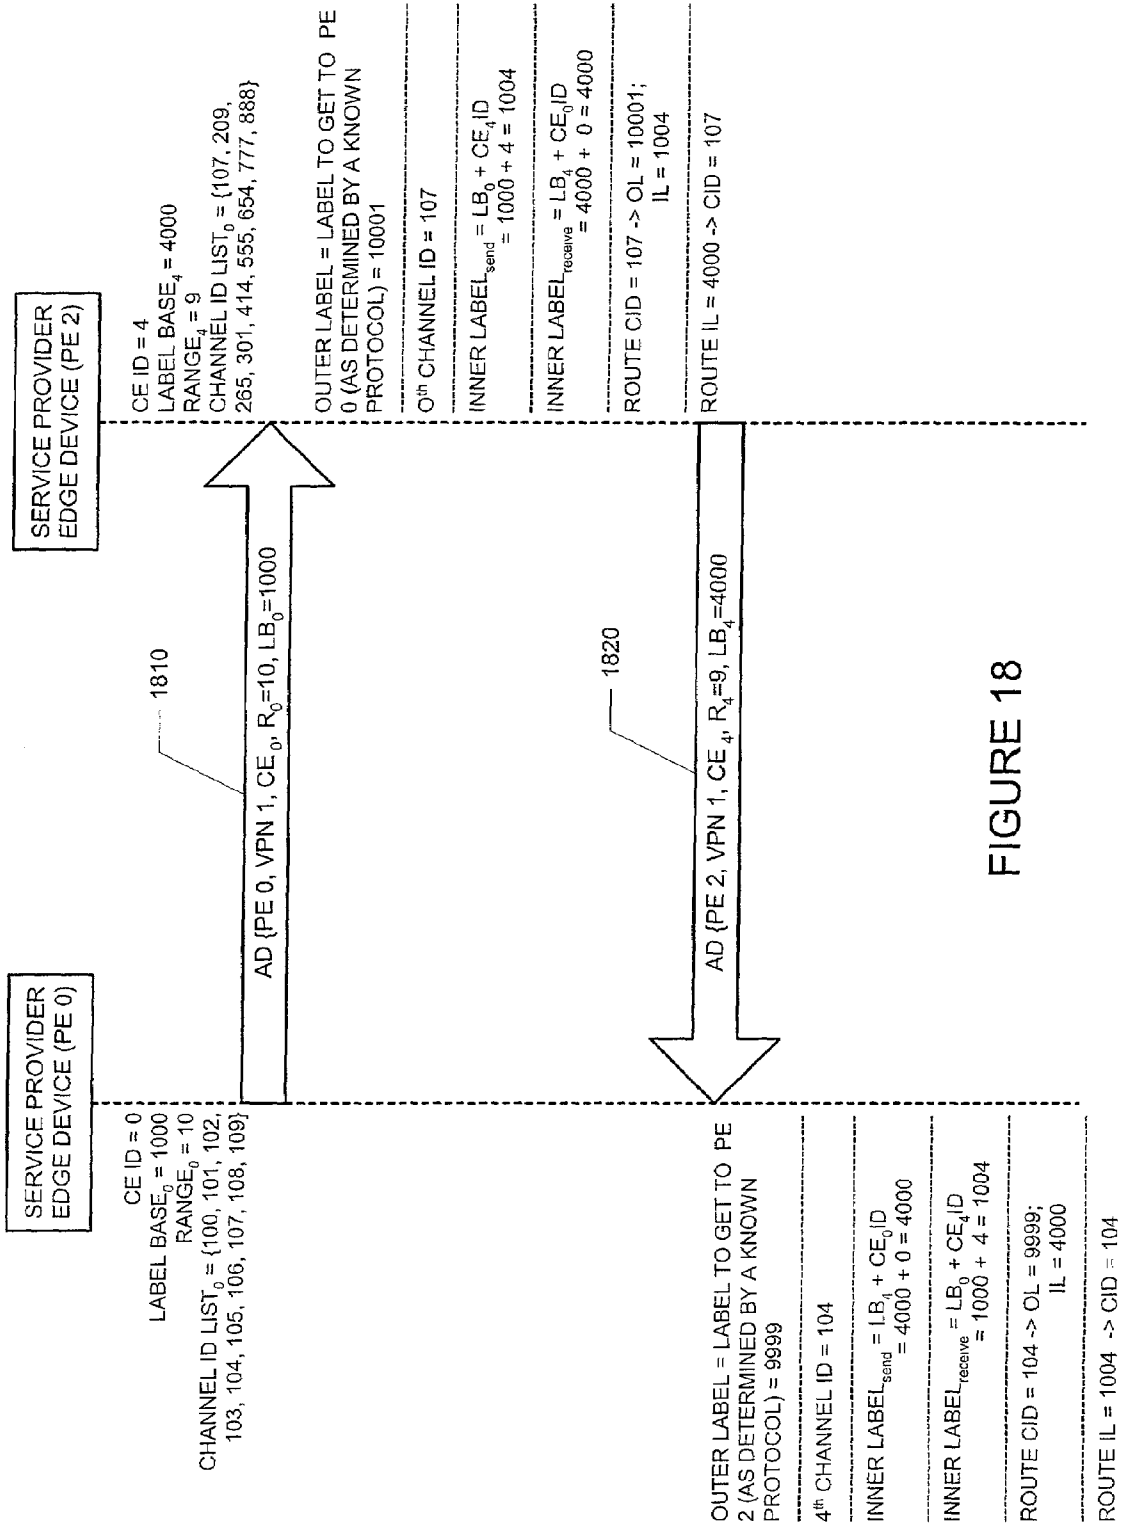 SERVICE PROVIDER
EDGE DEVICE (PE 0)
CE ID = 0
LABEL BASE0 = 1000
RANGE0 = 10
CHANNEL ID LIST0 = {100, 101, 102,
103, 104, 105, 106, 107, 108, 109}
SERVICE PROVIDER
EDGE DEVICE (PE 2)
CE ID = 4
LABEL BASE4 = 4000
RANGE4 = 9
CHANNEL ID LIST0 = {107, 209,
265, 301, 414, 555, 654, 777, 888}
1810
AD {PE 0, VPN 1, CE0, R0=10, LB0=1000
OUTER LABEL = LABEL TO GET TO PE
0 (AS DETERMINED BY A KNOWN
PROTOCOL) = 10001
0th CHANNEL ID = 107
INNER LABELsend = LB0 + CE4ID
= 1000 + 4 = 1004
INNER LABELreceive = LB4 + CE0ID
= 4000 + 0 = 4000
ROUTE CID = 107 -> OL = 10001;
IL = 1004
ROUTE IL = 4000 -> CID = 107
1820
AD {PE 2, VPN 1, CE4, R4=9, LB4=4000
OUTER LABEL = LABEL TO GET TO PE
2 (AS DETERMINED BY A KNOWN
PROTOCOL) = 9999
4th CHANNEL ID = 104
INNER LABELsend = LB4 + CE0ID
= 4000 + 0 = 4000
INNER LABELreceive = LB0 + CE4ID
= 1000 + 4 = 1004
ROUTE CID = 104 -> OL = 9999;
IL = 4000
ROUTE IL = 1004 -> CID = 104
FIGURE 18